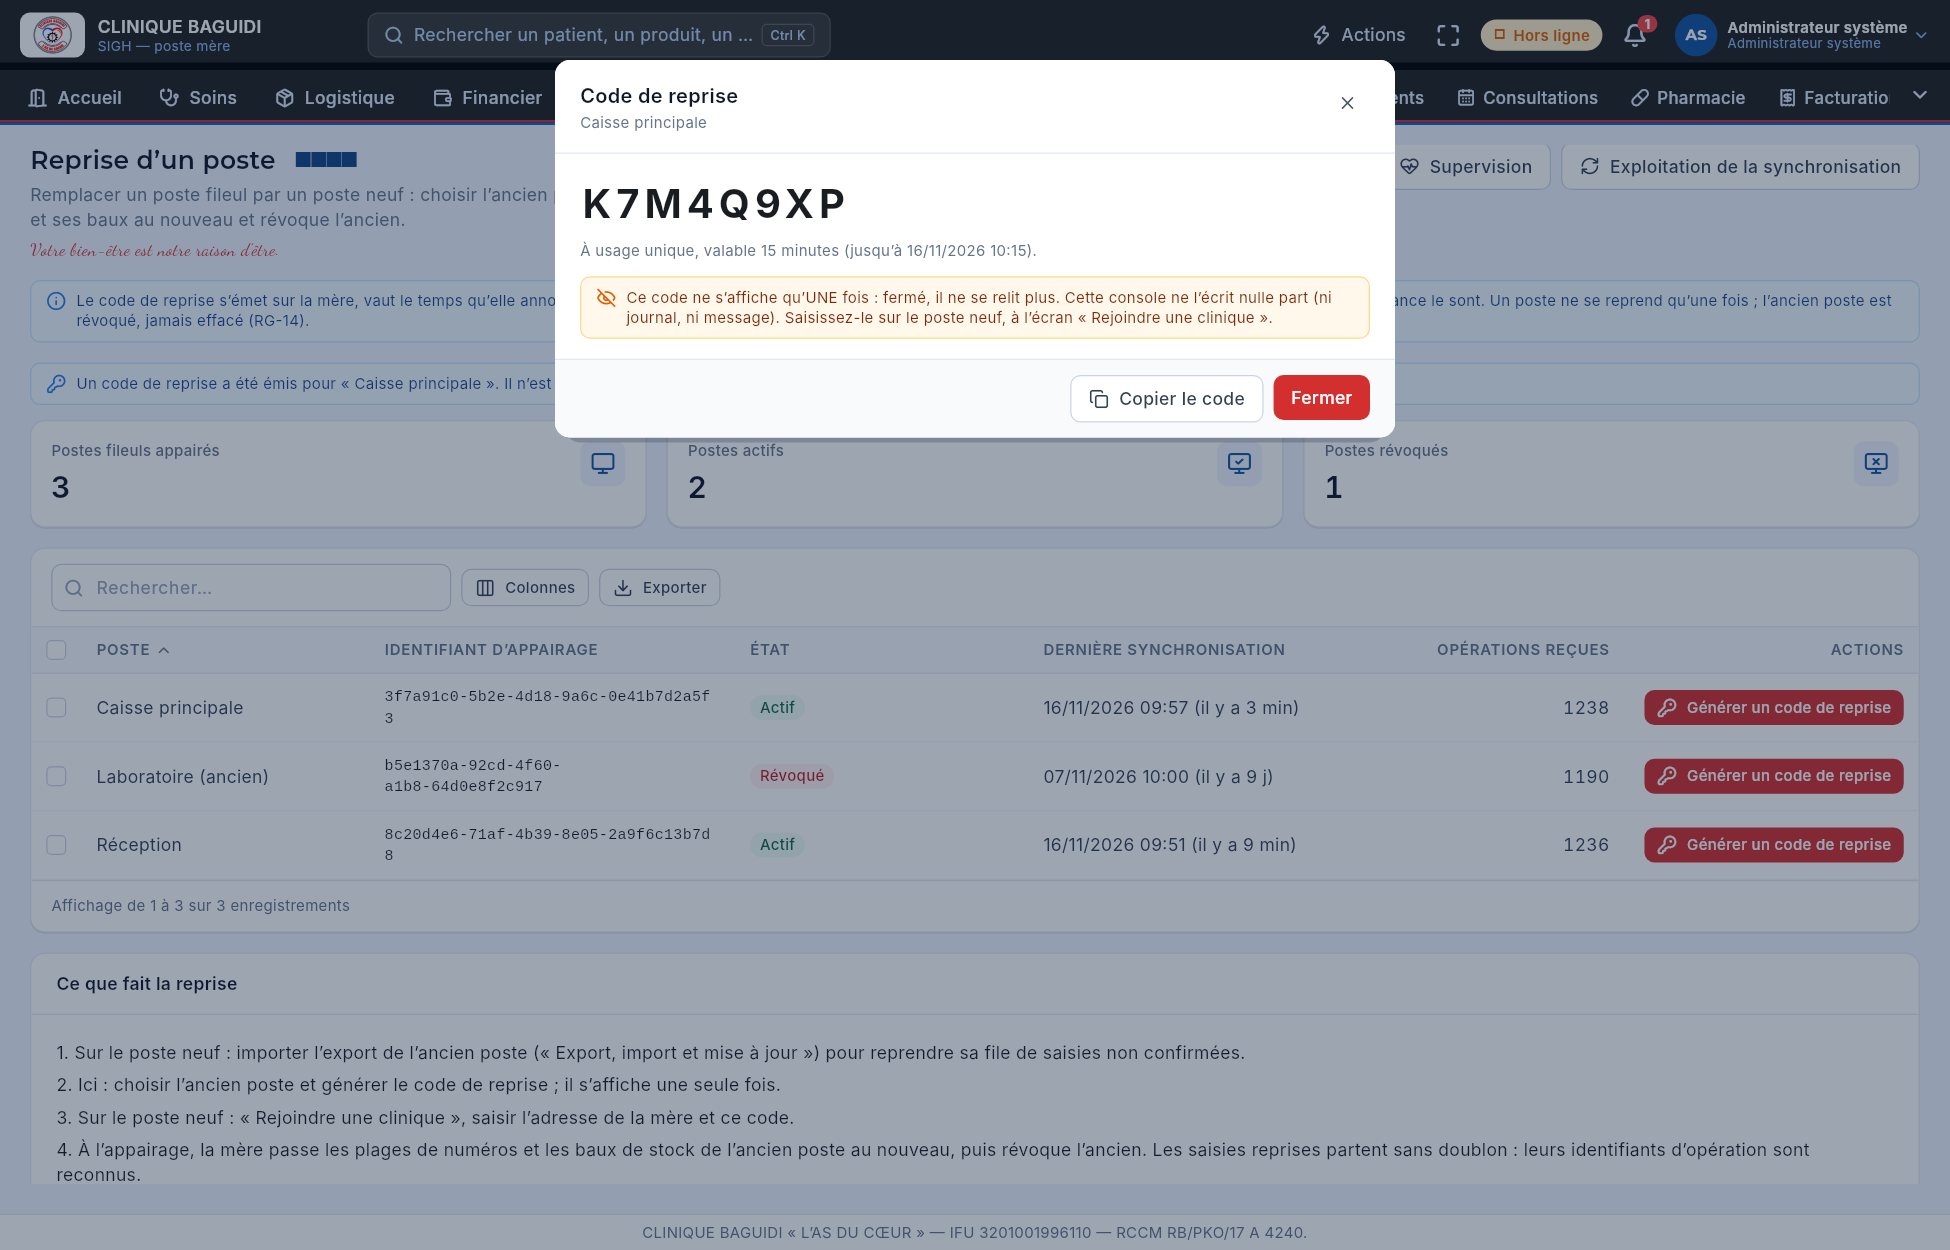 CLINIQUE BAGUIDI
SIGH — poste mère
Rechercher un patient, un produit, un ...
Ctrl K
Actions
Hors ligne
1
AS
Administrateur système
Administrateur système
Accueil
Soins
Logistique
Financier
ents
Consultations
Pharmacie
Facturatio
Code de reprise
Caisse principale
K7M4Q9XP
À usage unique, valable 15 minutes (jusqu’à 16/11/2026 10:15).
Ce code ne s’affiche qu’UNE fois : fermé, il ne se relit plus. Cette console ne l’écrit nulle part (ni
journal, ni message). Saisissez-le sur le poste neuf, à l’écran « Rejoindre une clinique ».
Copier le code
Fermer
Reprise d’un poste
Supervision
Exploitation de la synchronisation
Remplacer un poste fileul par un poste neuf : choisir l’ancien
et ses baux au nouveau et révoque l’ancien.
Votre bien-être est notre raison d’être.
Le code de reprise s’émet sur la mère, vaut le temps qu’elle anno
ance le sont. Un poste ne se reprend qu’une fois ; l’ancien poste est
révoqué, jamais effacé (RG-14).
Un code de reprise a été émis pour « Caisse principale ». Il n’est
Postes fileuls appairés
3
Postes actifs
2
Postes révoqués
1
Rechercher...
Colonnes
Exporter
POSTE
IDENTIFIANT D’APPAIRAGE
ÉTAT
DERNIÈRE SYNCHRONISATION
OPÉRATIONS REÇUES
ACTIONS
Caisse principale
3f7a91c0-5b2e-4d18-9a6c-0e41b7d2a5f
3
Actif
16/11/2026 09:57 (il y a 3 min)
1238
Générer un code de reprise
Laboratoire (ancien)
b5e1370a-92cd-4f60-
a1b8-64d0e8f2c917
Révoqué
07/11/2026 10:00 (il y a 9 j)
1190
Générer un code de reprise
Réception
8c20d4e6-71af-4b39-8e05-2a9f6c13b7d
8
Actif
16/11/2026 09:51 (il y a 9 min)
1236
Générer un code de reprise
Affichage de 1 à 3 sur 3 enregistrements
Ce que fait la reprise
1. Sur le poste neuf : importer l’export de l’ancien poste (« Export, import et mise à jour ») pour reprendre sa file de saisies non confirmées.
2. Ici : choisir l’ancien poste et générer le code de reprise ; il s’affiche une seule fois.
3. Sur le poste neuf : « Rejoindre une clinique », saisir l’adresse de la mère et ce code.
4. À l’appairage, la mère passe les plages de numéros et les baux de stock de l’ancien poste au nouveau, puis révoque l’ancien. Les saisies reprises partent sans doublon : leurs identifiants d’opération sont
reconnus.
CLINIQUE BAGUIDI « L’AS DU CŒUR » — IFU 3201001996110 — RCCM RB/PKO/17 A 4240.